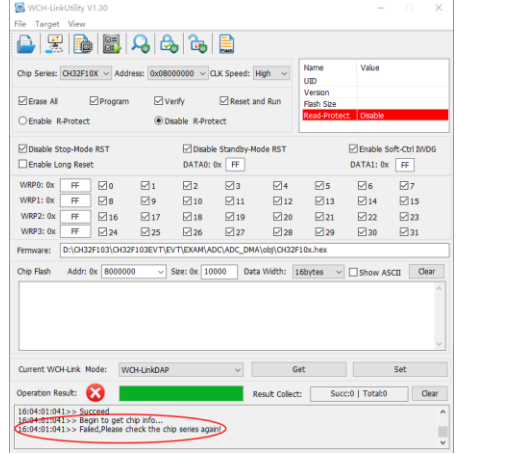 WCH-LinkUtility V1.30
File Target View
Chip Series: CH32F10X Address: 0x08000000 CLK Speed: High
Name Value
UID
Version
Flash Size
Read-Protect Disable
Erase All Program Verify Reset and Run
Enable R-Protect Disable R-Protect
Disable Stop-Mode RST Disable Standby-Mode RST Enable Soft-Ctrl IWDG
Enable Long Reset DATA0: 0x FF DATA1: 0x FF
WRP0: 0x FF 0 1 2 3 4 5 6 7
WRP1: 0x FF 8 9 10 11 12 13 14 15
WRP2: 0x FF 16 17 18 19 20 21 22 23
WRP3: 0x FF 24 25 26 27 28 29 30 31
Firmware: D:\CH32F103\CH32F103EVT\EVT\EXAM\ADC\ADC_DMA\obj\CH32F10x.hex
Chip Flash Addr: 0x 8000000 Size: 0x 10000 Data Width: 16bytes Show ASCII Clear
Current WCH-Link Mode: WCH-LinkDAP Get Set
Operation Result: Result Collect: Succ:0 | Total:0 Clear
16:04:01:041>> Succeed
16:04:01:041>> Begin to get chip info...
16:04:01:041>> Failed,Please check the chip series again!